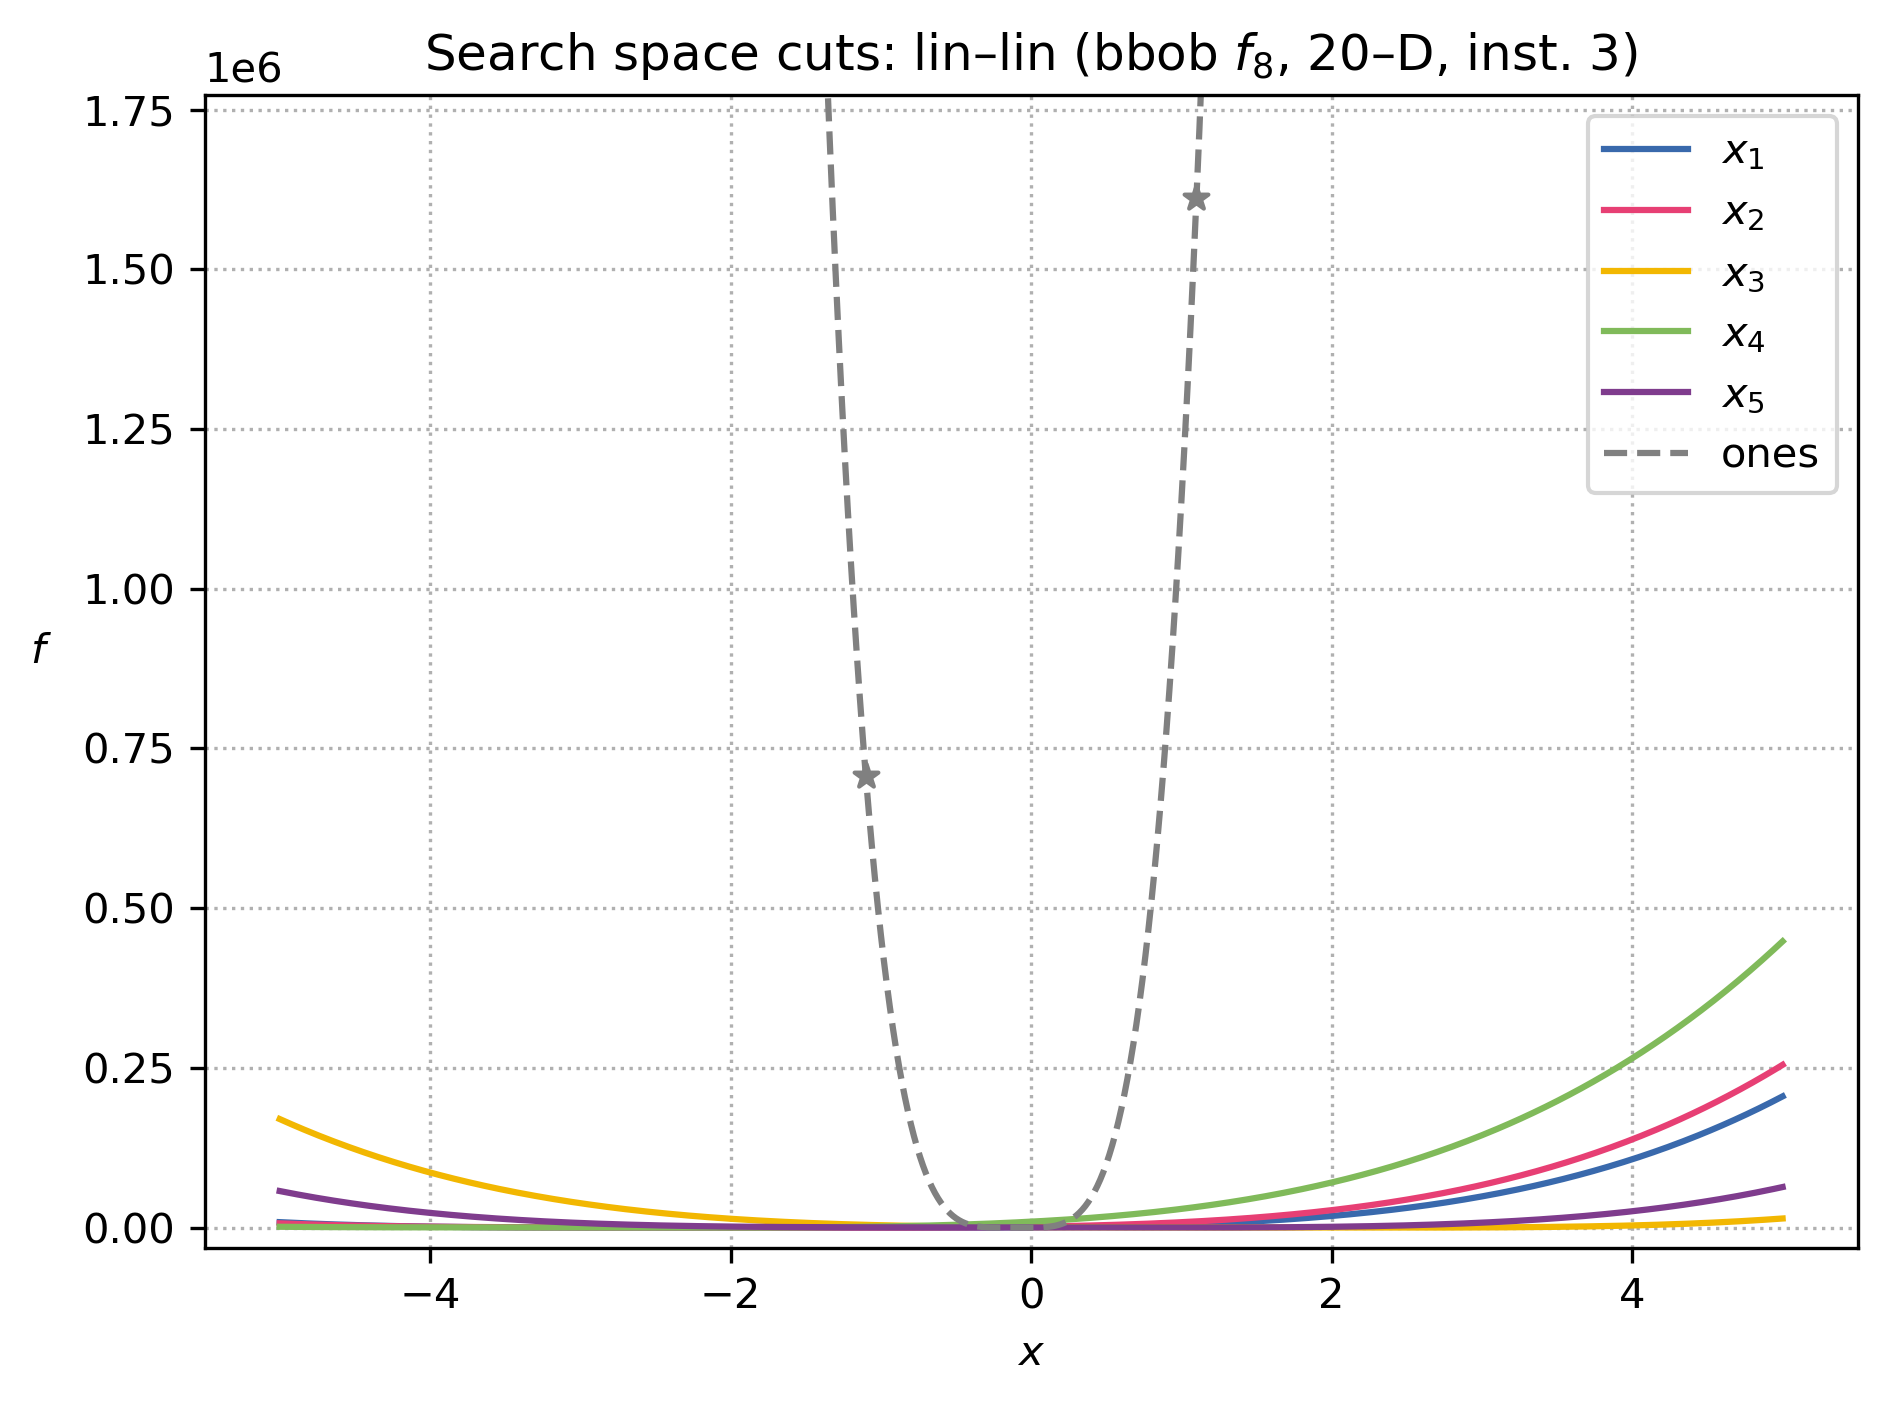 Search space cuts: lin–lin (bbob f₈, 20–D, inst. 3)
1e6
1.75
1.50
1.25
1.00
0.75
0.50
0.25
0.00
f
−4
−2
0
2
4
x
x₁
x₂
x₃
x₄
x₅
ones